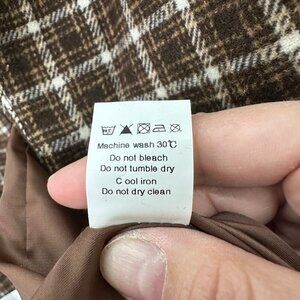 Machine wash 30℃
Do not bleach
Do not tumble dry
C ool iron
Do not dry clean